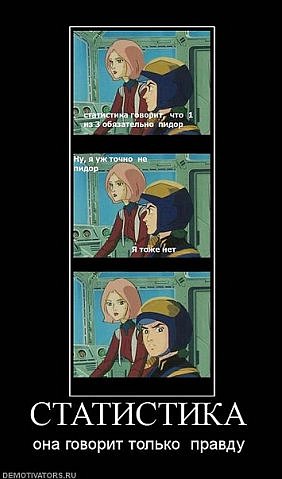 статистика говорит, что 1
из 3 обязательно пидор
Ну, я уж точно не
пидор
Я тоже нет
СТАТИСТИКА
она говорит только правду
DEMOTIVATORS.RU